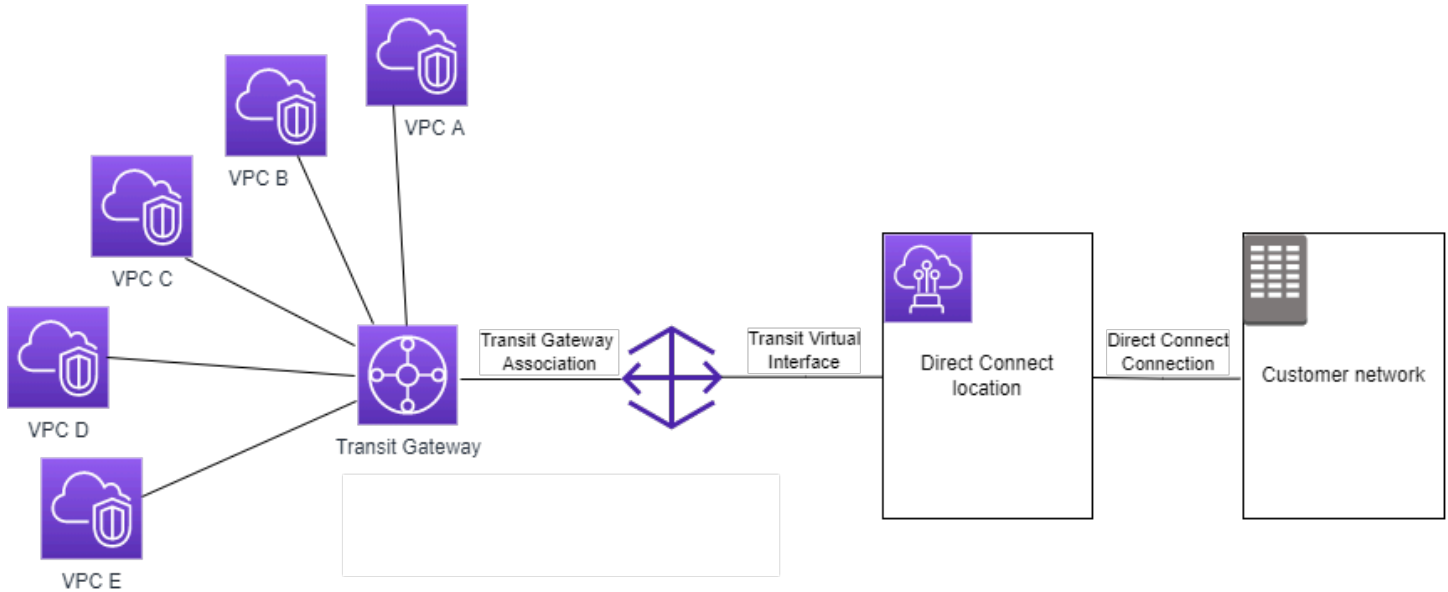 VPC A
VPC B
VPC C
VPC D
VPC E
Transit Gateway
Transit Gateway
Association
Transit Virtual
Interface
Direct Connect
location
Direct Connect
Connection
Customer network